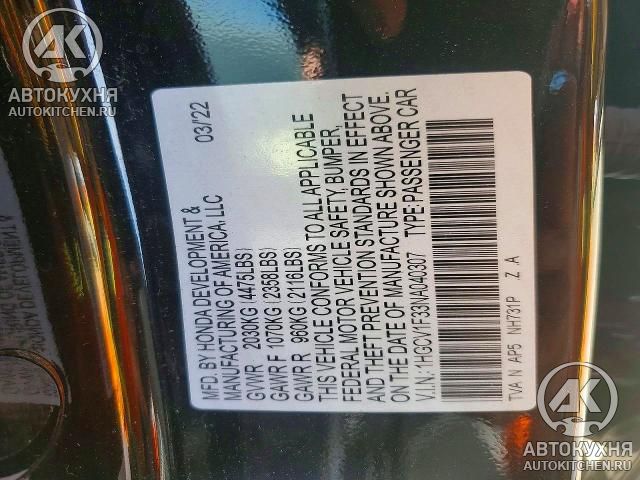 MFD. BY HONDA DEVELOPMENT &
MANUFACTURING OF AMERICA, LLC 03/'22
GVWR 2030KG(4475LBS)
GAWR F 1070KG(2358LBS)
GAWR R 960KG(2116LBS)
THIS VEHICLE CONFORMS TO ALL APPLICABLE
FEDERAL MOTOR VEHICLE SAFETY, BUMPER,
AND THEFT PREVENTION STANDARDS IN EFFECT
ON THE DATE OF MANUFACTURE SHOWN ABOVE.
V.I.N.: 1HGCV1F33NA040307 TYPE:PASSENGER CAR
TVA N AP5 NH731P Z A
АК
АВТОКУХНЯ
AUTOKITCHEN.RU
АК
АВТОКУХНЯ
AUTOKITCHEN.RU